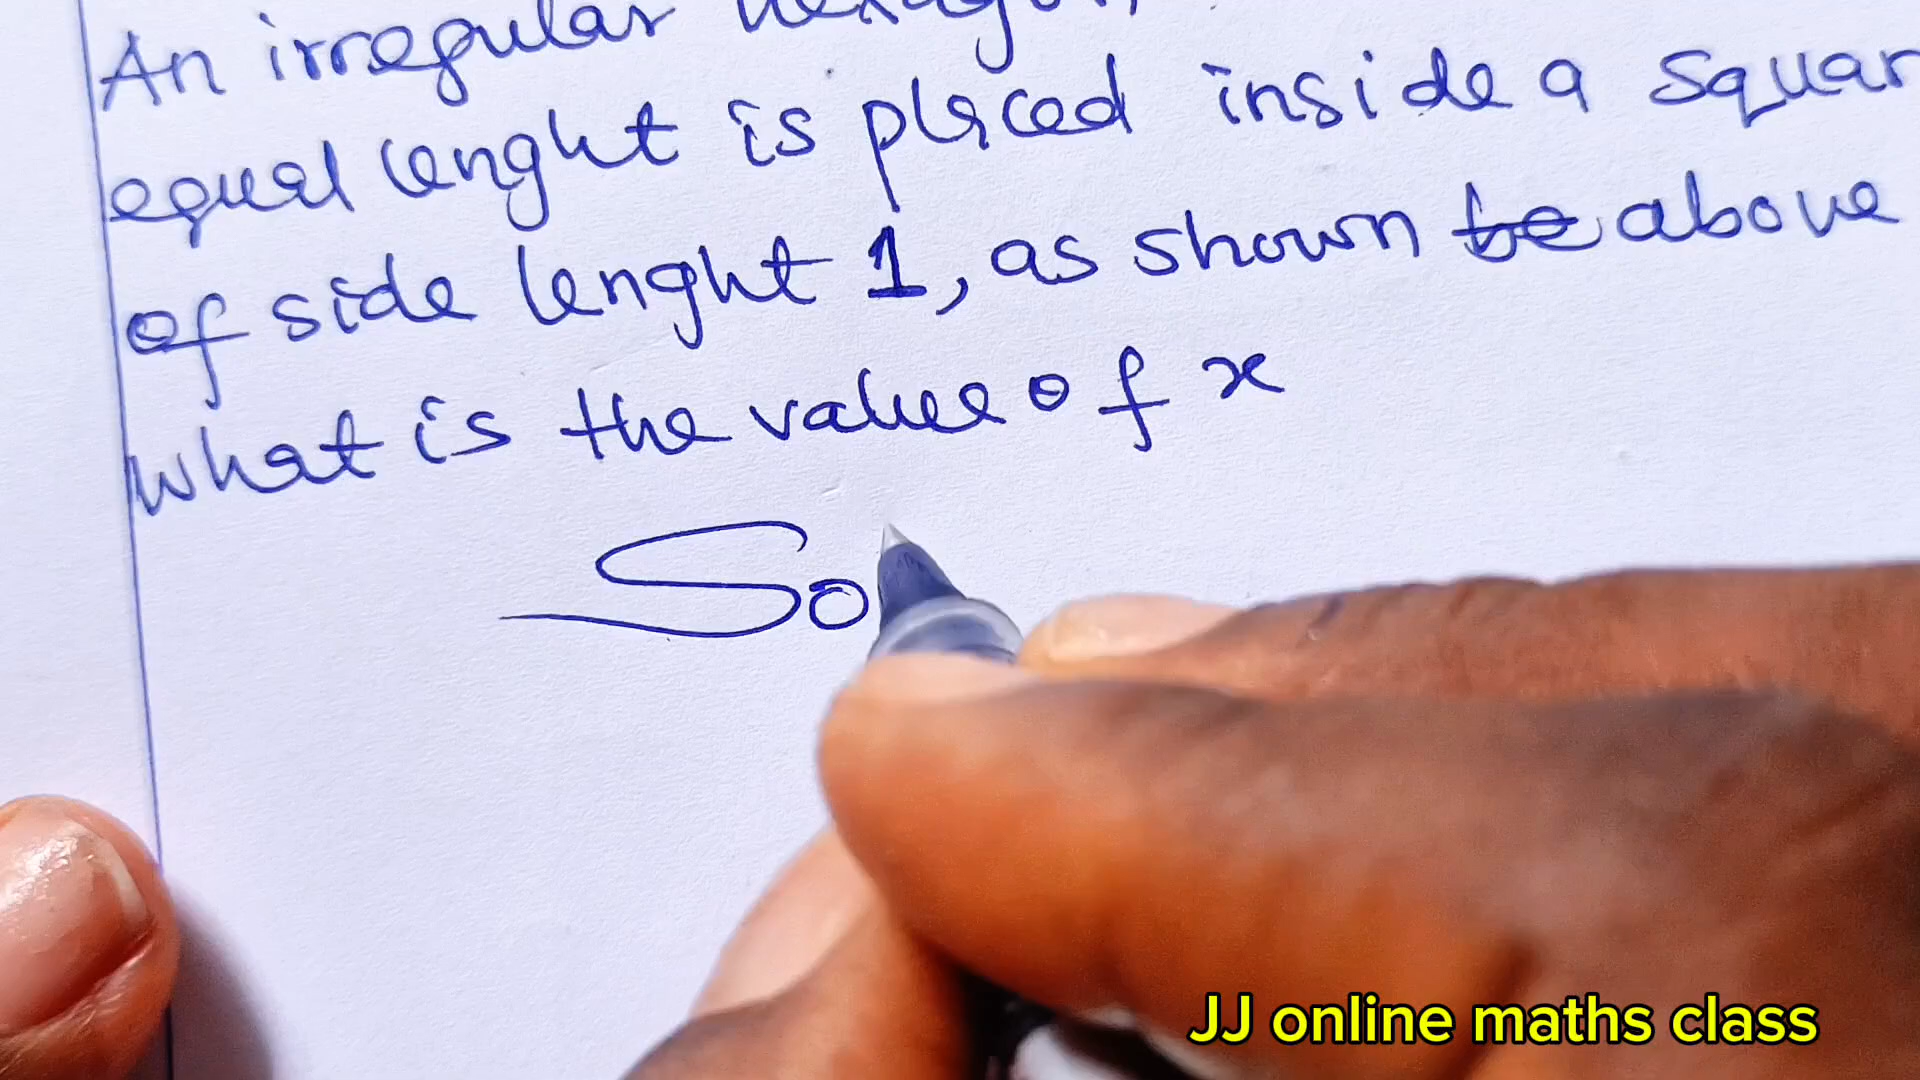 An irregular hexagon,
equal lenght is placed inside a squar
of side lenght 1, as shown be above
what is the value of x
So
JJ online maths class